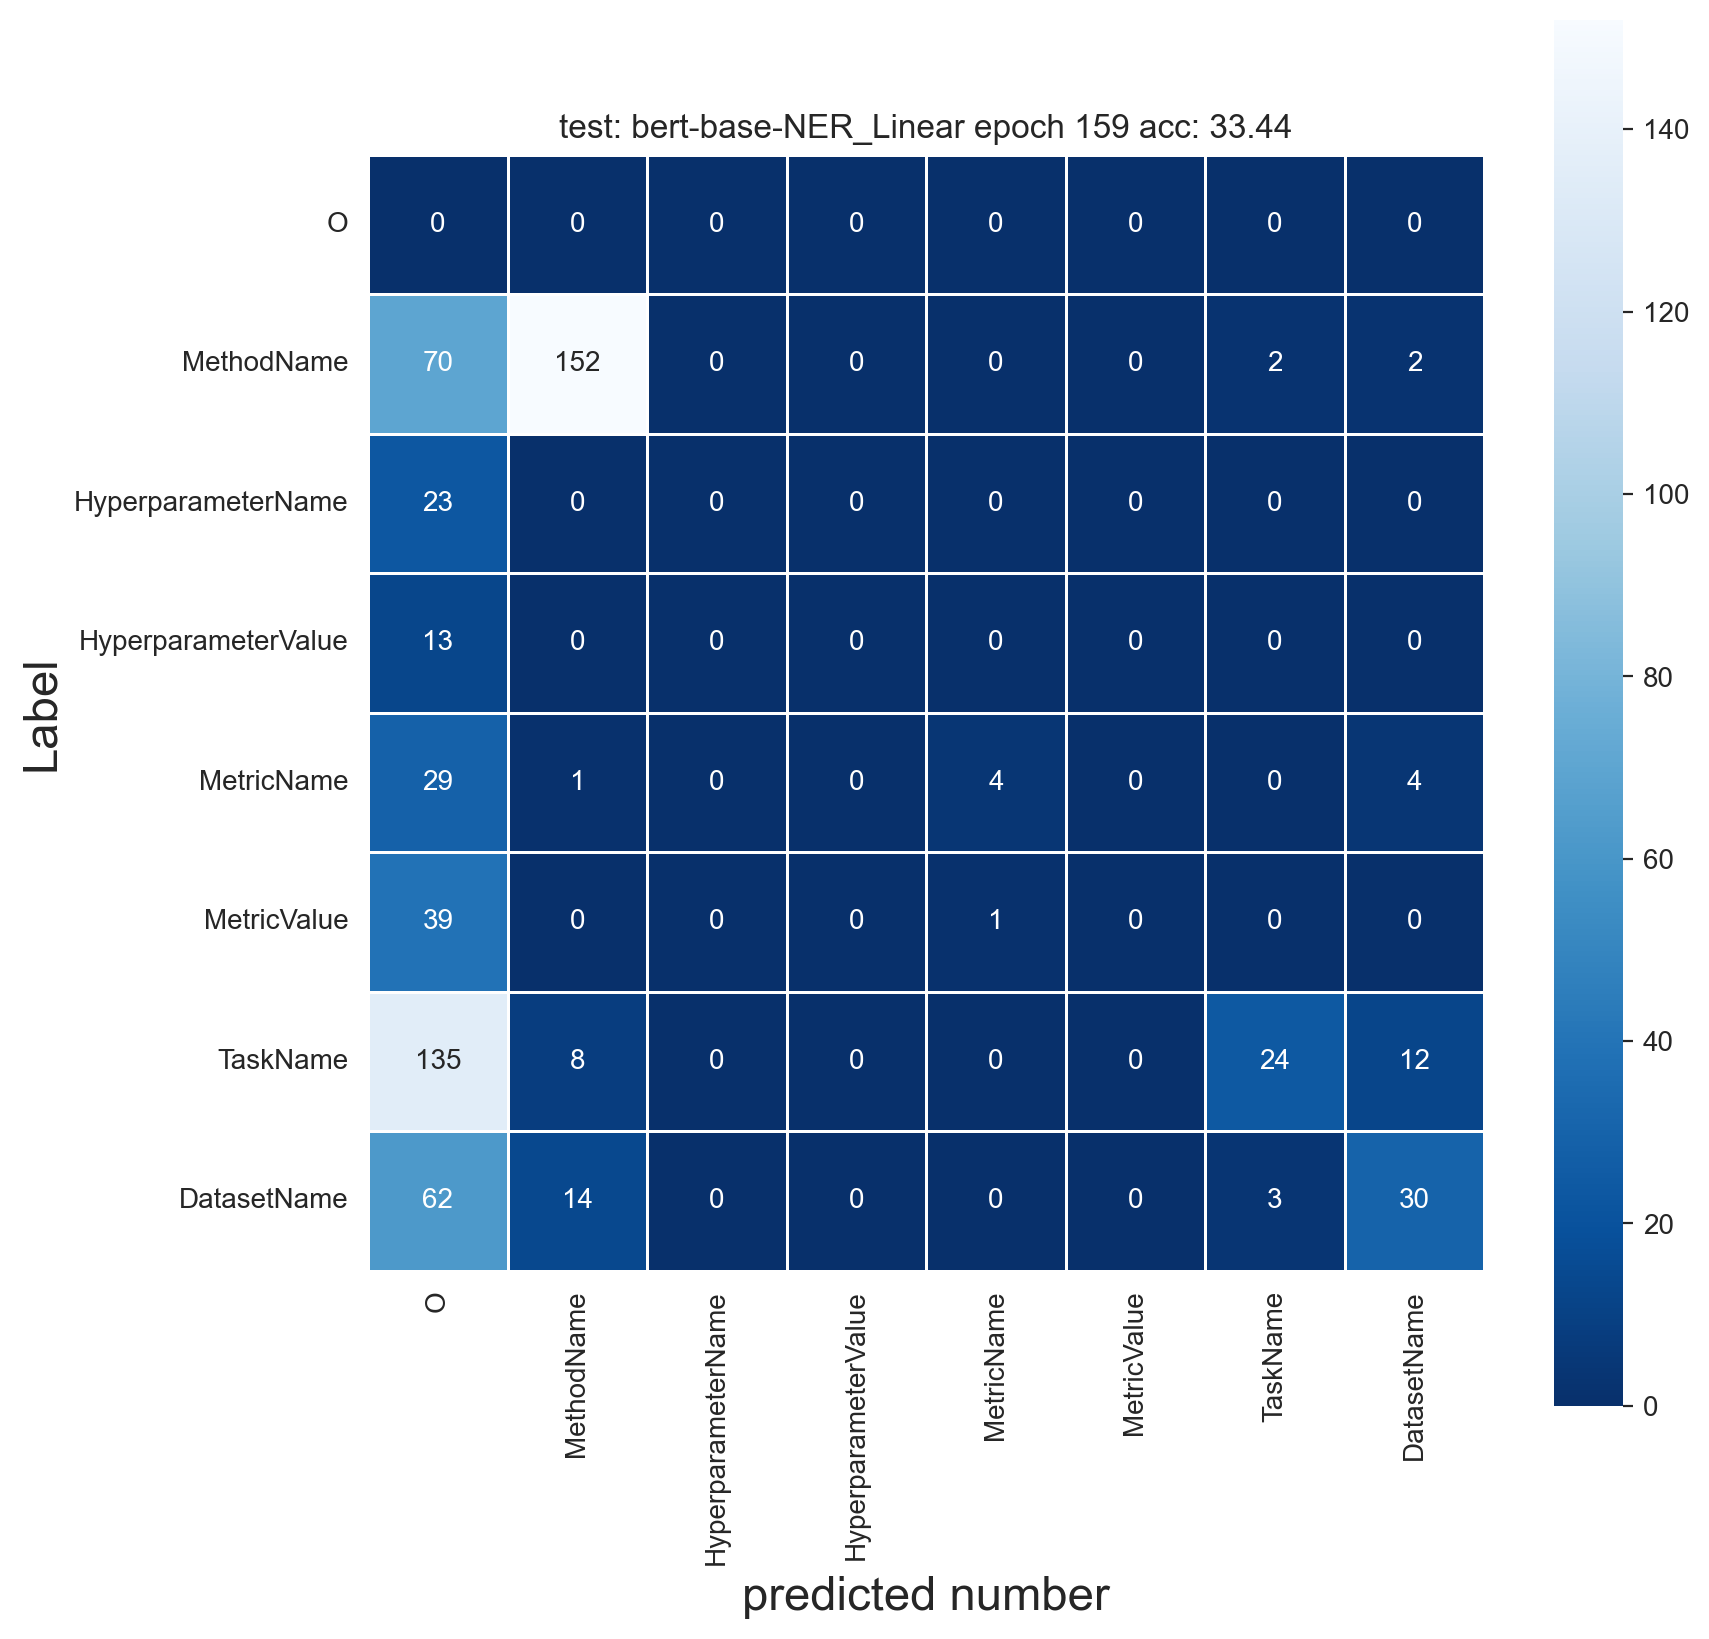 test: bert-base-NER_Linear epoch 159 acc: 33.44
O 0 0 0 0 0 0 0 0
MethodName 70 152 0 0 0 0 2 2
HyperparameterName 23 0 0 0 0 0 0 0
HyperparameterValue 13 0 0 0 0 0 0 0
MetricName 29 1 0 0 4 0 0 4
MetricValue 39 0 0 0 1 0 0 0
TaskName 135 8 0 0 0 0 24 12
DatasetName 62 14 0 0 0 0 3 30
Label
O
MethodName
HyperparameterName
HyperparameterValue
MetricName
MetricValue
TaskName
DatasetName
predicted number
140
120
100
80
60
40
20
0